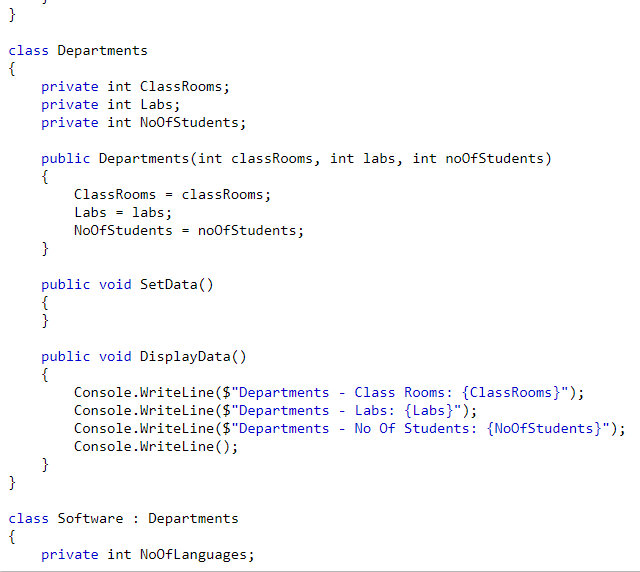 }
class Departments
{
    private int ClassRooms;
    private int Labs;
    private int NoOfStudents;
    public Departments(int classRooms, int labs, int noOfStudents)
    {
        ClassRooms = classRooms;
        Labs = labs;
        NoOfStudents = noOfStudents;
    }
    public void SetData()
    {
    }
    public void DisplayData()
    {
        Console.WriteLine($"Departments - Class Rooms: {ClassRooms}");
        Console.WriteLine($"Departments - Labs: {Labs}");
        Console.WriteLine($"Departments - No Of Students: {NoOfStudents}");
        Console.WriteLine();
    }
}
class Software : Departments
{
    private int NoOfLanguages;